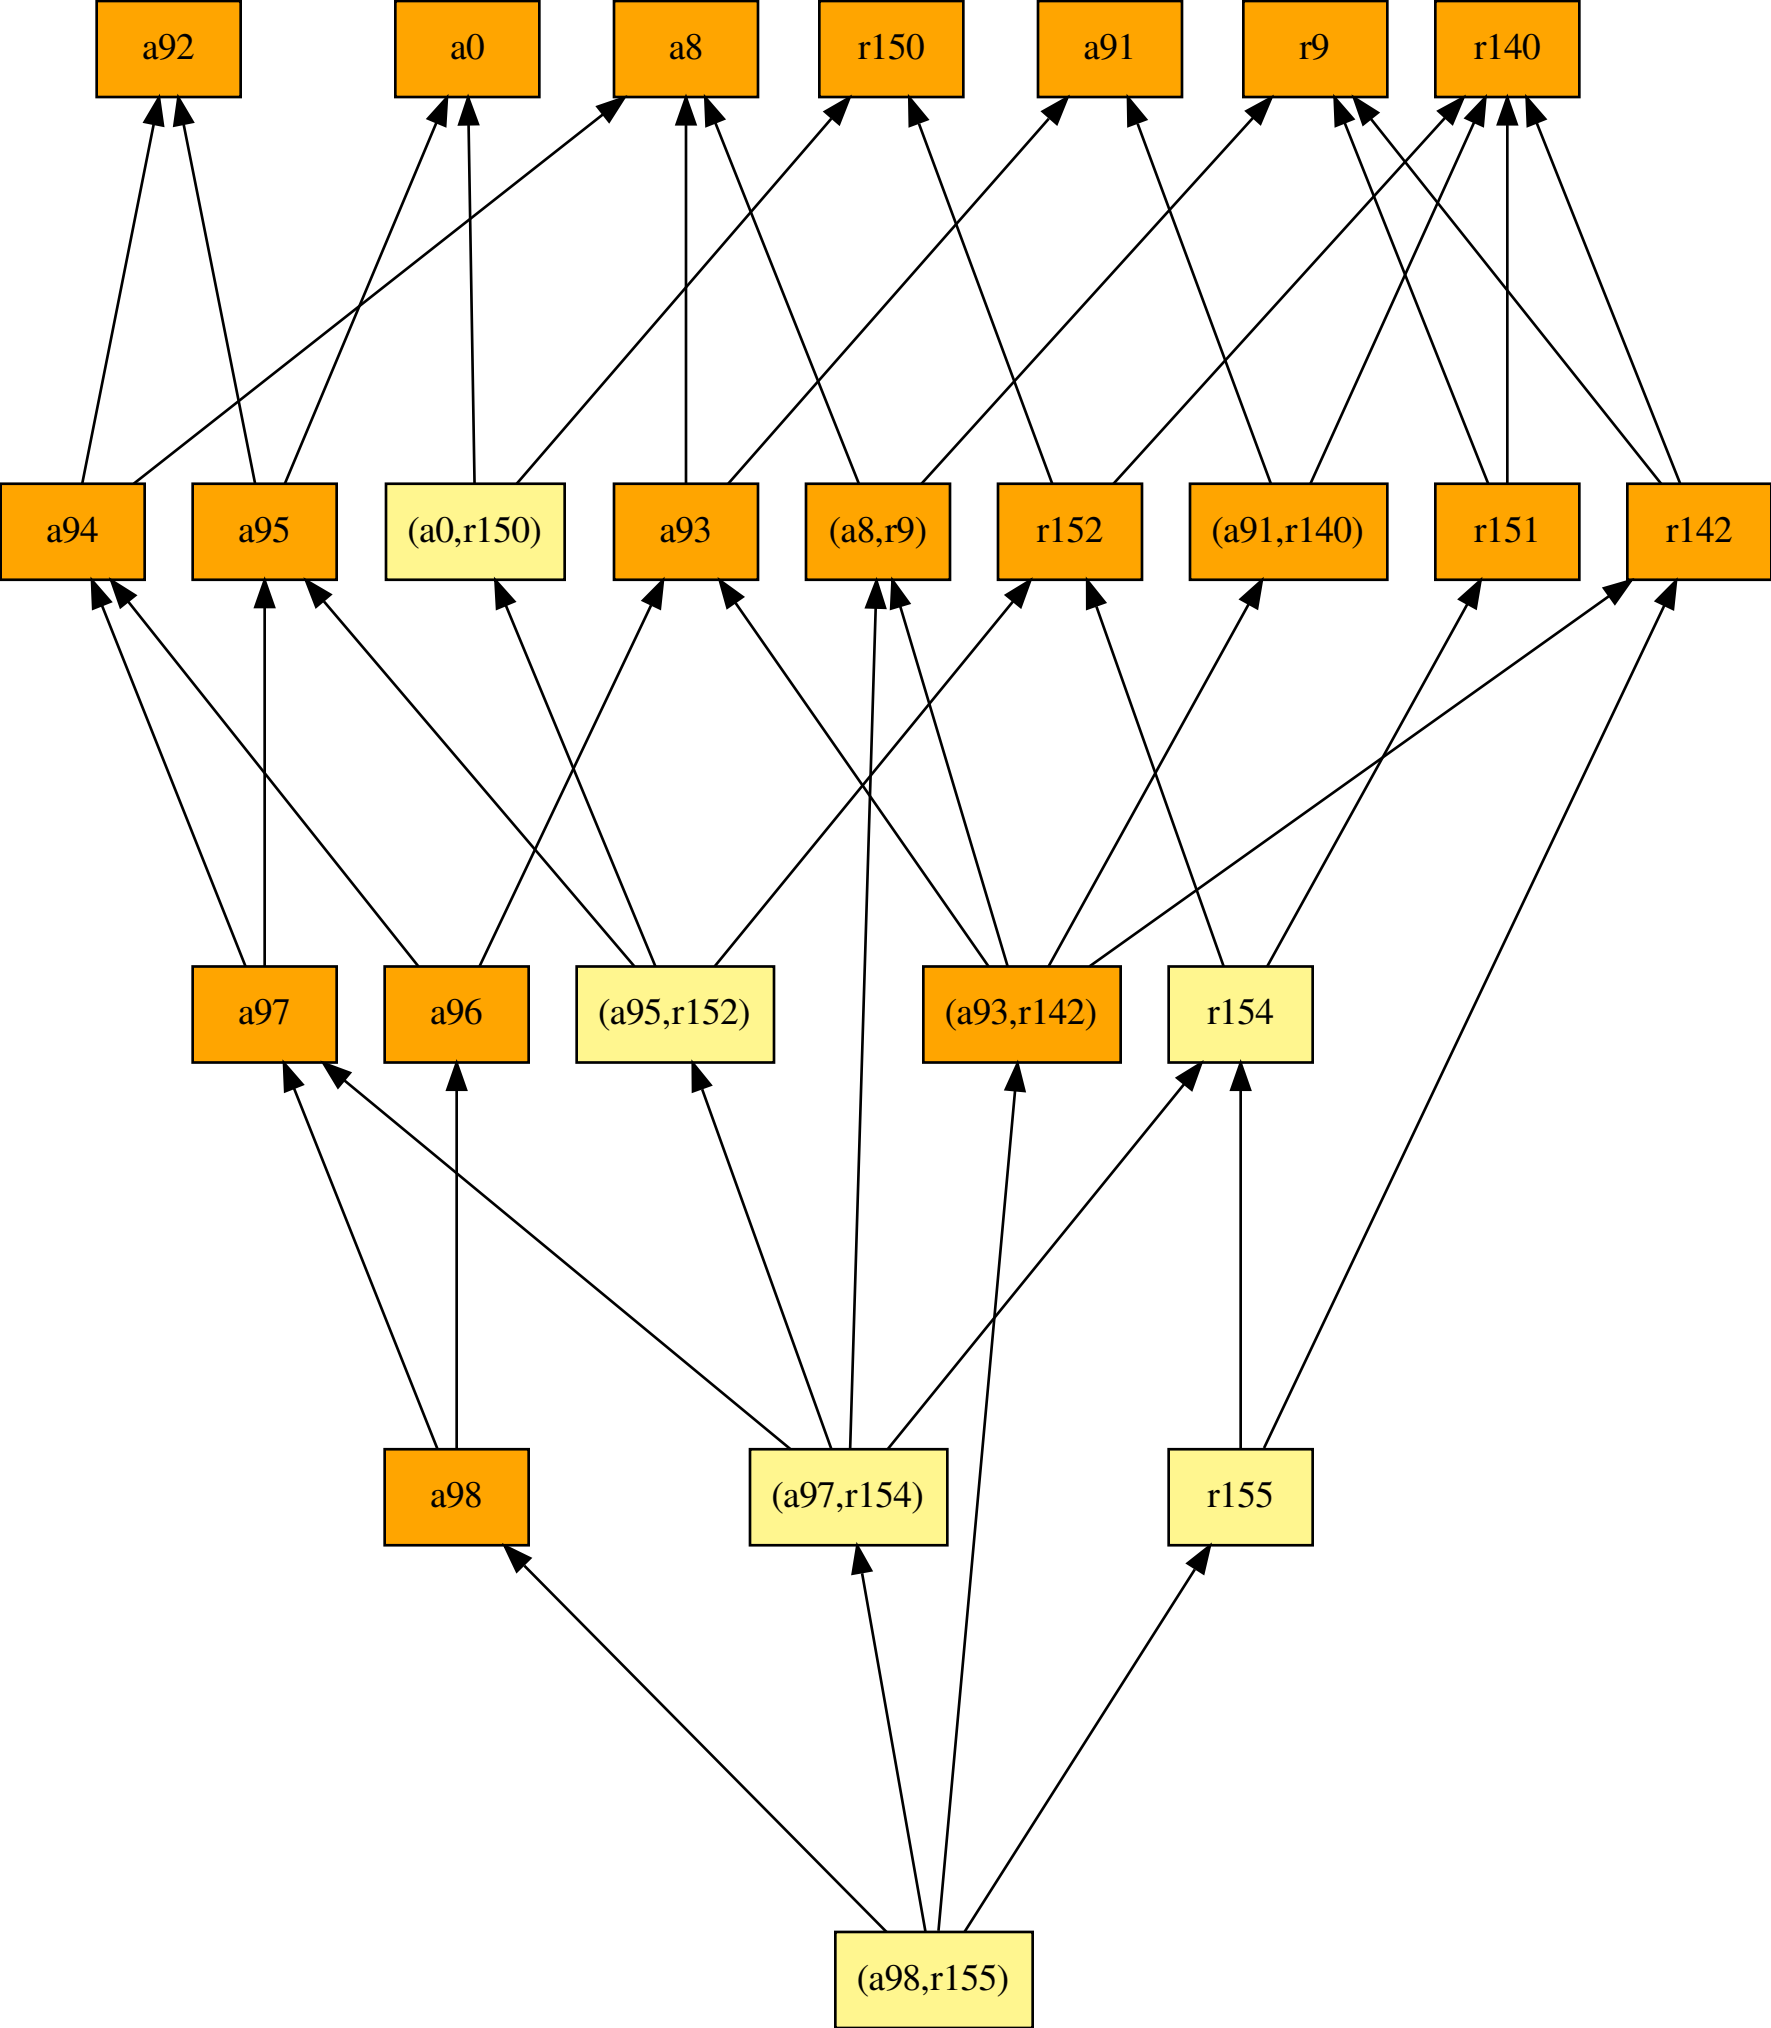 a92
a0
a8
r150
a91
r9
r140
a94
a95
(a0,r150)
a93
(a8,r9)
r152
(a91,r140)
r151
r142
a97
a96
(a95,r152)
(a93,r142)
r154
a98
(a97,r154)
r155
(a98,r155)